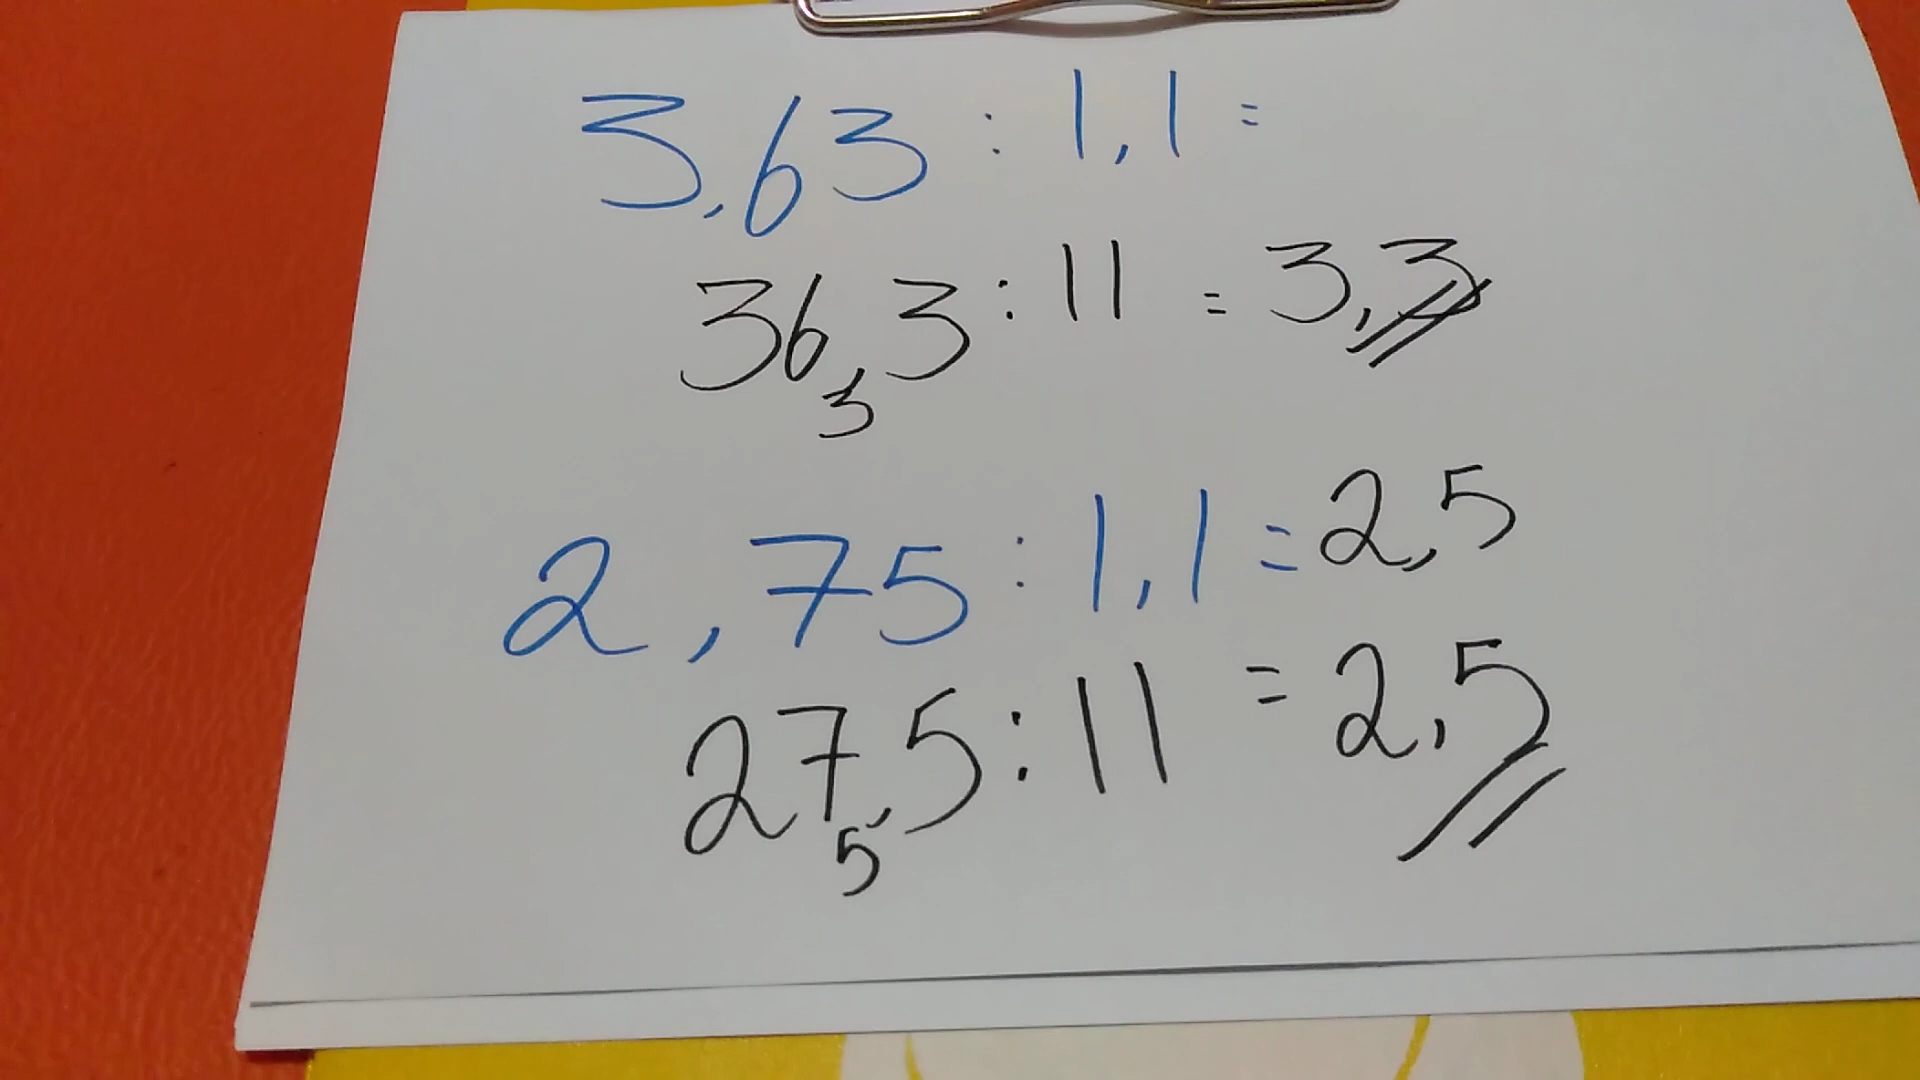 3,63 : 1,1 =
36,3 : 11 = 3,3
3
2,75 : 1,1 = 2,5
27,5 : 11 = 2,5
5